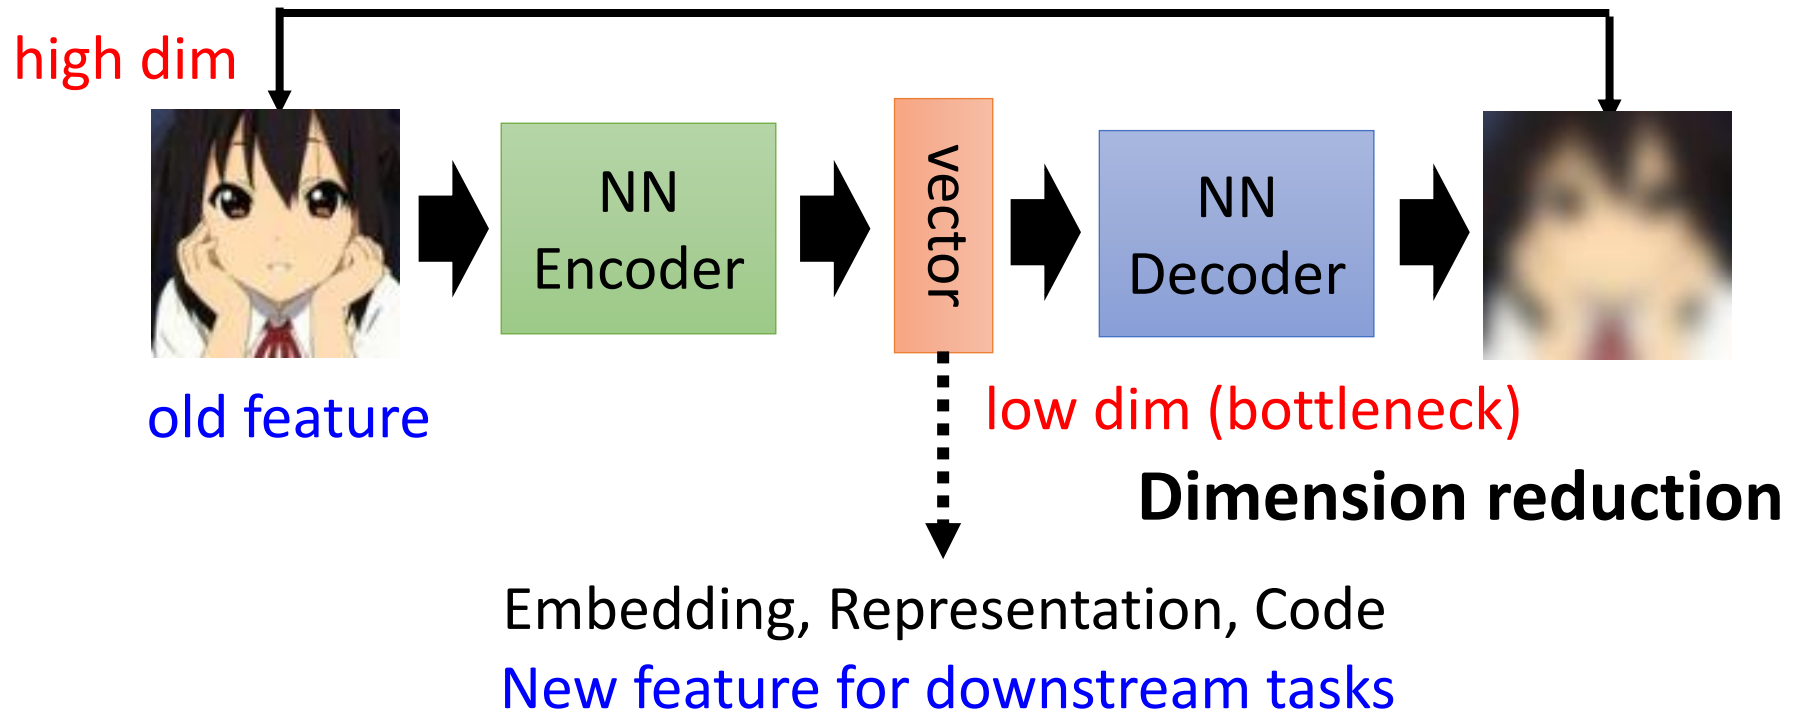 high dim
NN
Encoder
vector
NN
Decoder
old feature
low dim (bottleneck)
Dimension reduction
Embedding, Representation, Code
New feature for downstream tasks